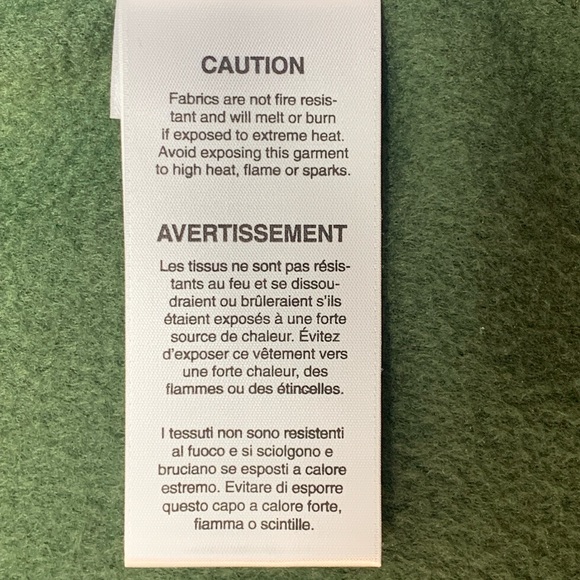 CAUTION
Fabrics are not fire resis-
tant and will melt or burn
if exposed to extreme heat.
Avoid exposing this garment
to high heat, flame or sparks.
AVERTISSEMENT
Les tissus ne sont pas résis-
tants au feu et se dissou-
draient ou brûleraient s'ils
étaient exposés à une forte
source de chaleur. Évitez
d'exposer ce vêtement vers
une forte chaleur, des
flammes ou des étincelles.
I tessuti non sono resistenti
al fuoco e si sciolgono e
bruciano se esposti a calore
estremo. Evitare di esporre
questo capo a calore forte,
fiamma o scintille.